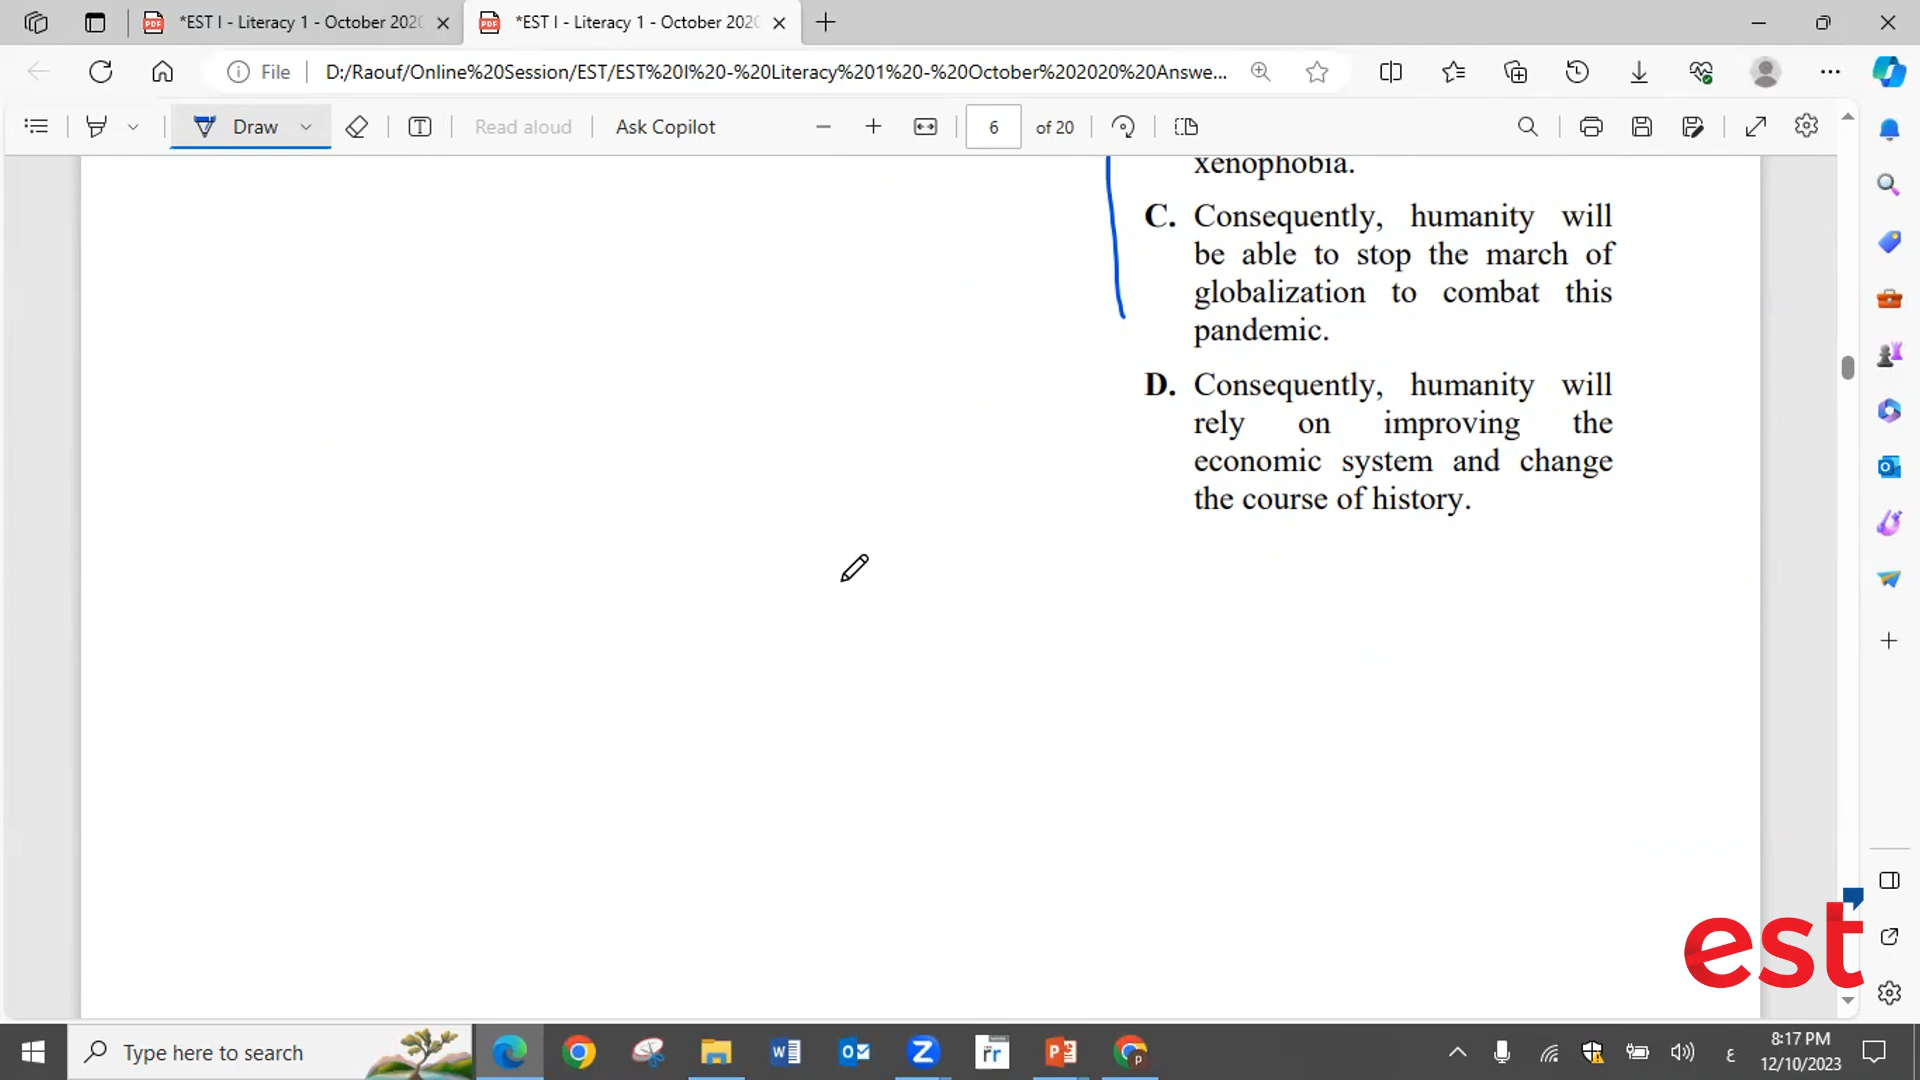 *EST I - Literacy 1 - October 202
*EST I - Literacy 1 - October 202
File
D:/Raouf/Online%20Session/EST/EST%20I%20-%20Literacy%201%20-%20October%202020%20Answe...
Draw
Read aloud
Ask Copilot
6
of 20
xenophobia.
C. Consequently, humanity will
be able to stop the march of
globalization to combat this
pandemic.
D. Consequently, humanity will
rely on improving the
economic system and change
the course of history.
est
Type here to search
ع
8:17 PM
12/10/2023